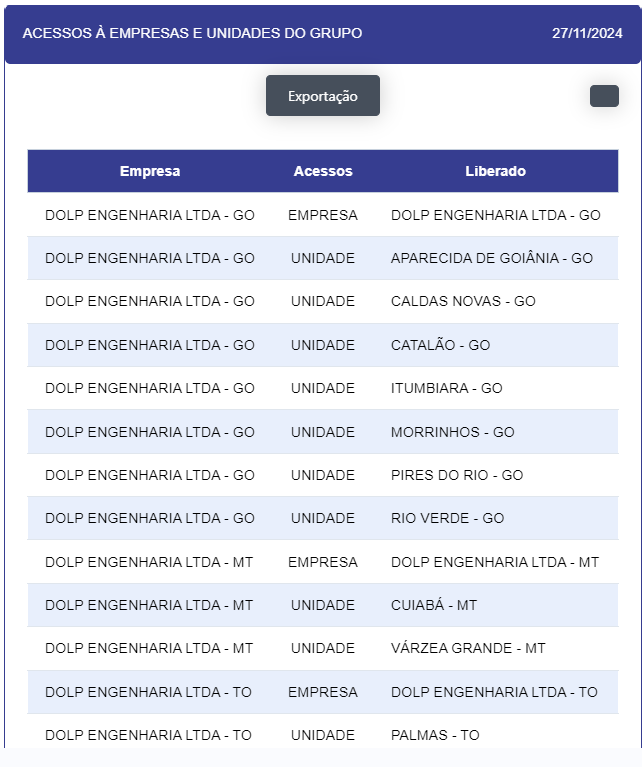 ACESSOS À EMPRESAS E UNIDADES DO GRUPO 27/11/2024
Exportação
Empresa Acessos Liberado
DOLP ENGENHARIA LTDA - GO EMPRESA DOLP ENGENHARIA LTDA - GO
DOLP ENGENHARIA LTDA - GO UNIDADE APARECIDA DE GOIÂNIA - GO
DOLP ENGENHARIA LTDA - GO UNIDADE CALDAS NOVAS - GO
DOLP ENGENHARIA LTDA - GO UNIDADE CATALÃO - GO
DOLP ENGENHARIA LTDA - GO UNIDADE ITUMBIARA - GO
DOLP ENGENHARIA LTDA - GO UNIDADE MORRINHOS - GO
DOLP ENGENHARIA LTDA - GO UNIDADE PIRES DO RIO - GO
DOLP ENGENHARIA LTDA - GO UNIDADE RIO VERDE - GO
DOLP ENGENHARIA LTDA - MT EMPRESA DOLP ENGENHARIA LTDA - MT
DOLP ENGENHARIA LTDA - MT UNIDADE CUIABÁ - MT
DOLP ENGENHARIA LTDA - MT UNIDADE VÁRZEA GRANDE - MT
DOLP ENGENHARIA LTDA - TO EMPRESA DOLP ENGENHARIA LTDA - TO
DOLP ENGENHARIA LTDA - TO UNIDADE PALMAS - TO